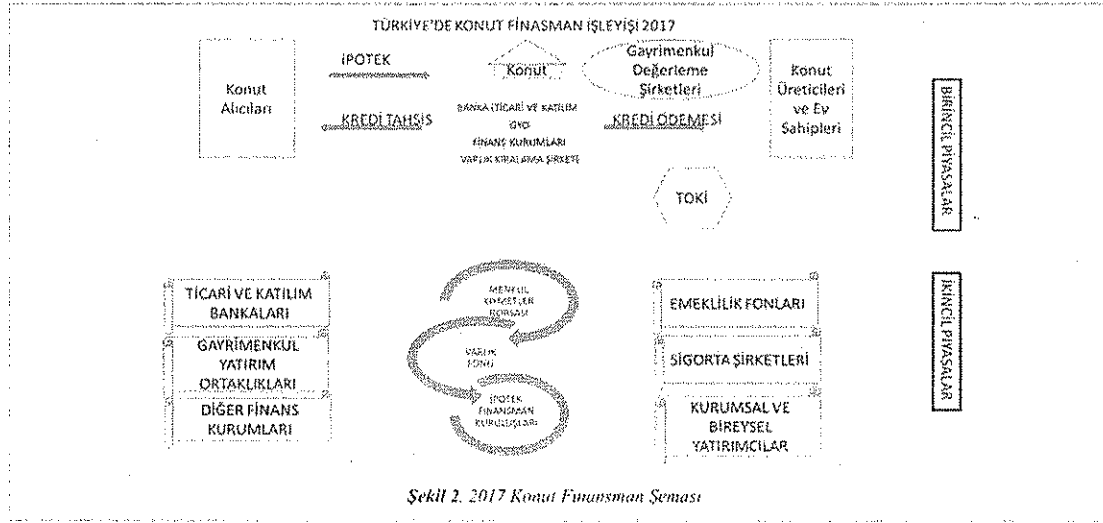 TÜRKİYE'DE KONUT FİNASMAN İŞLEYİŞİ 2017
Konut
Alıcıları
İPOTEK
KREDİ TAHSİS
Konut
BANKA (TİCARİ VE KATILIM
GYO
FİNANS KURUMLARI
VARLIK KİRALAMA ŞİRKETİ
Gayrimenkul
Değerleme
Şirketleri
KREDİ ÖDEMESİ
TOKİ
Konut
Üreticileri
ve Ev
Sahipleri
BİRİNCİL PİYASALAR
TİCARİ VE KATILIM
BANKALARI
GAYRİMENKUL
YATIRIM
ORTAKLIKLARI
DİĞER FİNANS
KURUMLARI
MENKUL
KIYMETLER
BORSASI
VARLIK
FONU
İPOTEK
FİNANSMAN
KURULUŞLARI
EMEKLİLİK FONLARI
SİGORTA ŞİRKETLERİ
KURUMSAL VE
BİREYSEL
YATIRIMCILAR
İKİNCİL PİYASALAR
Şekil 2. 2017 Konut Finansman Şeması